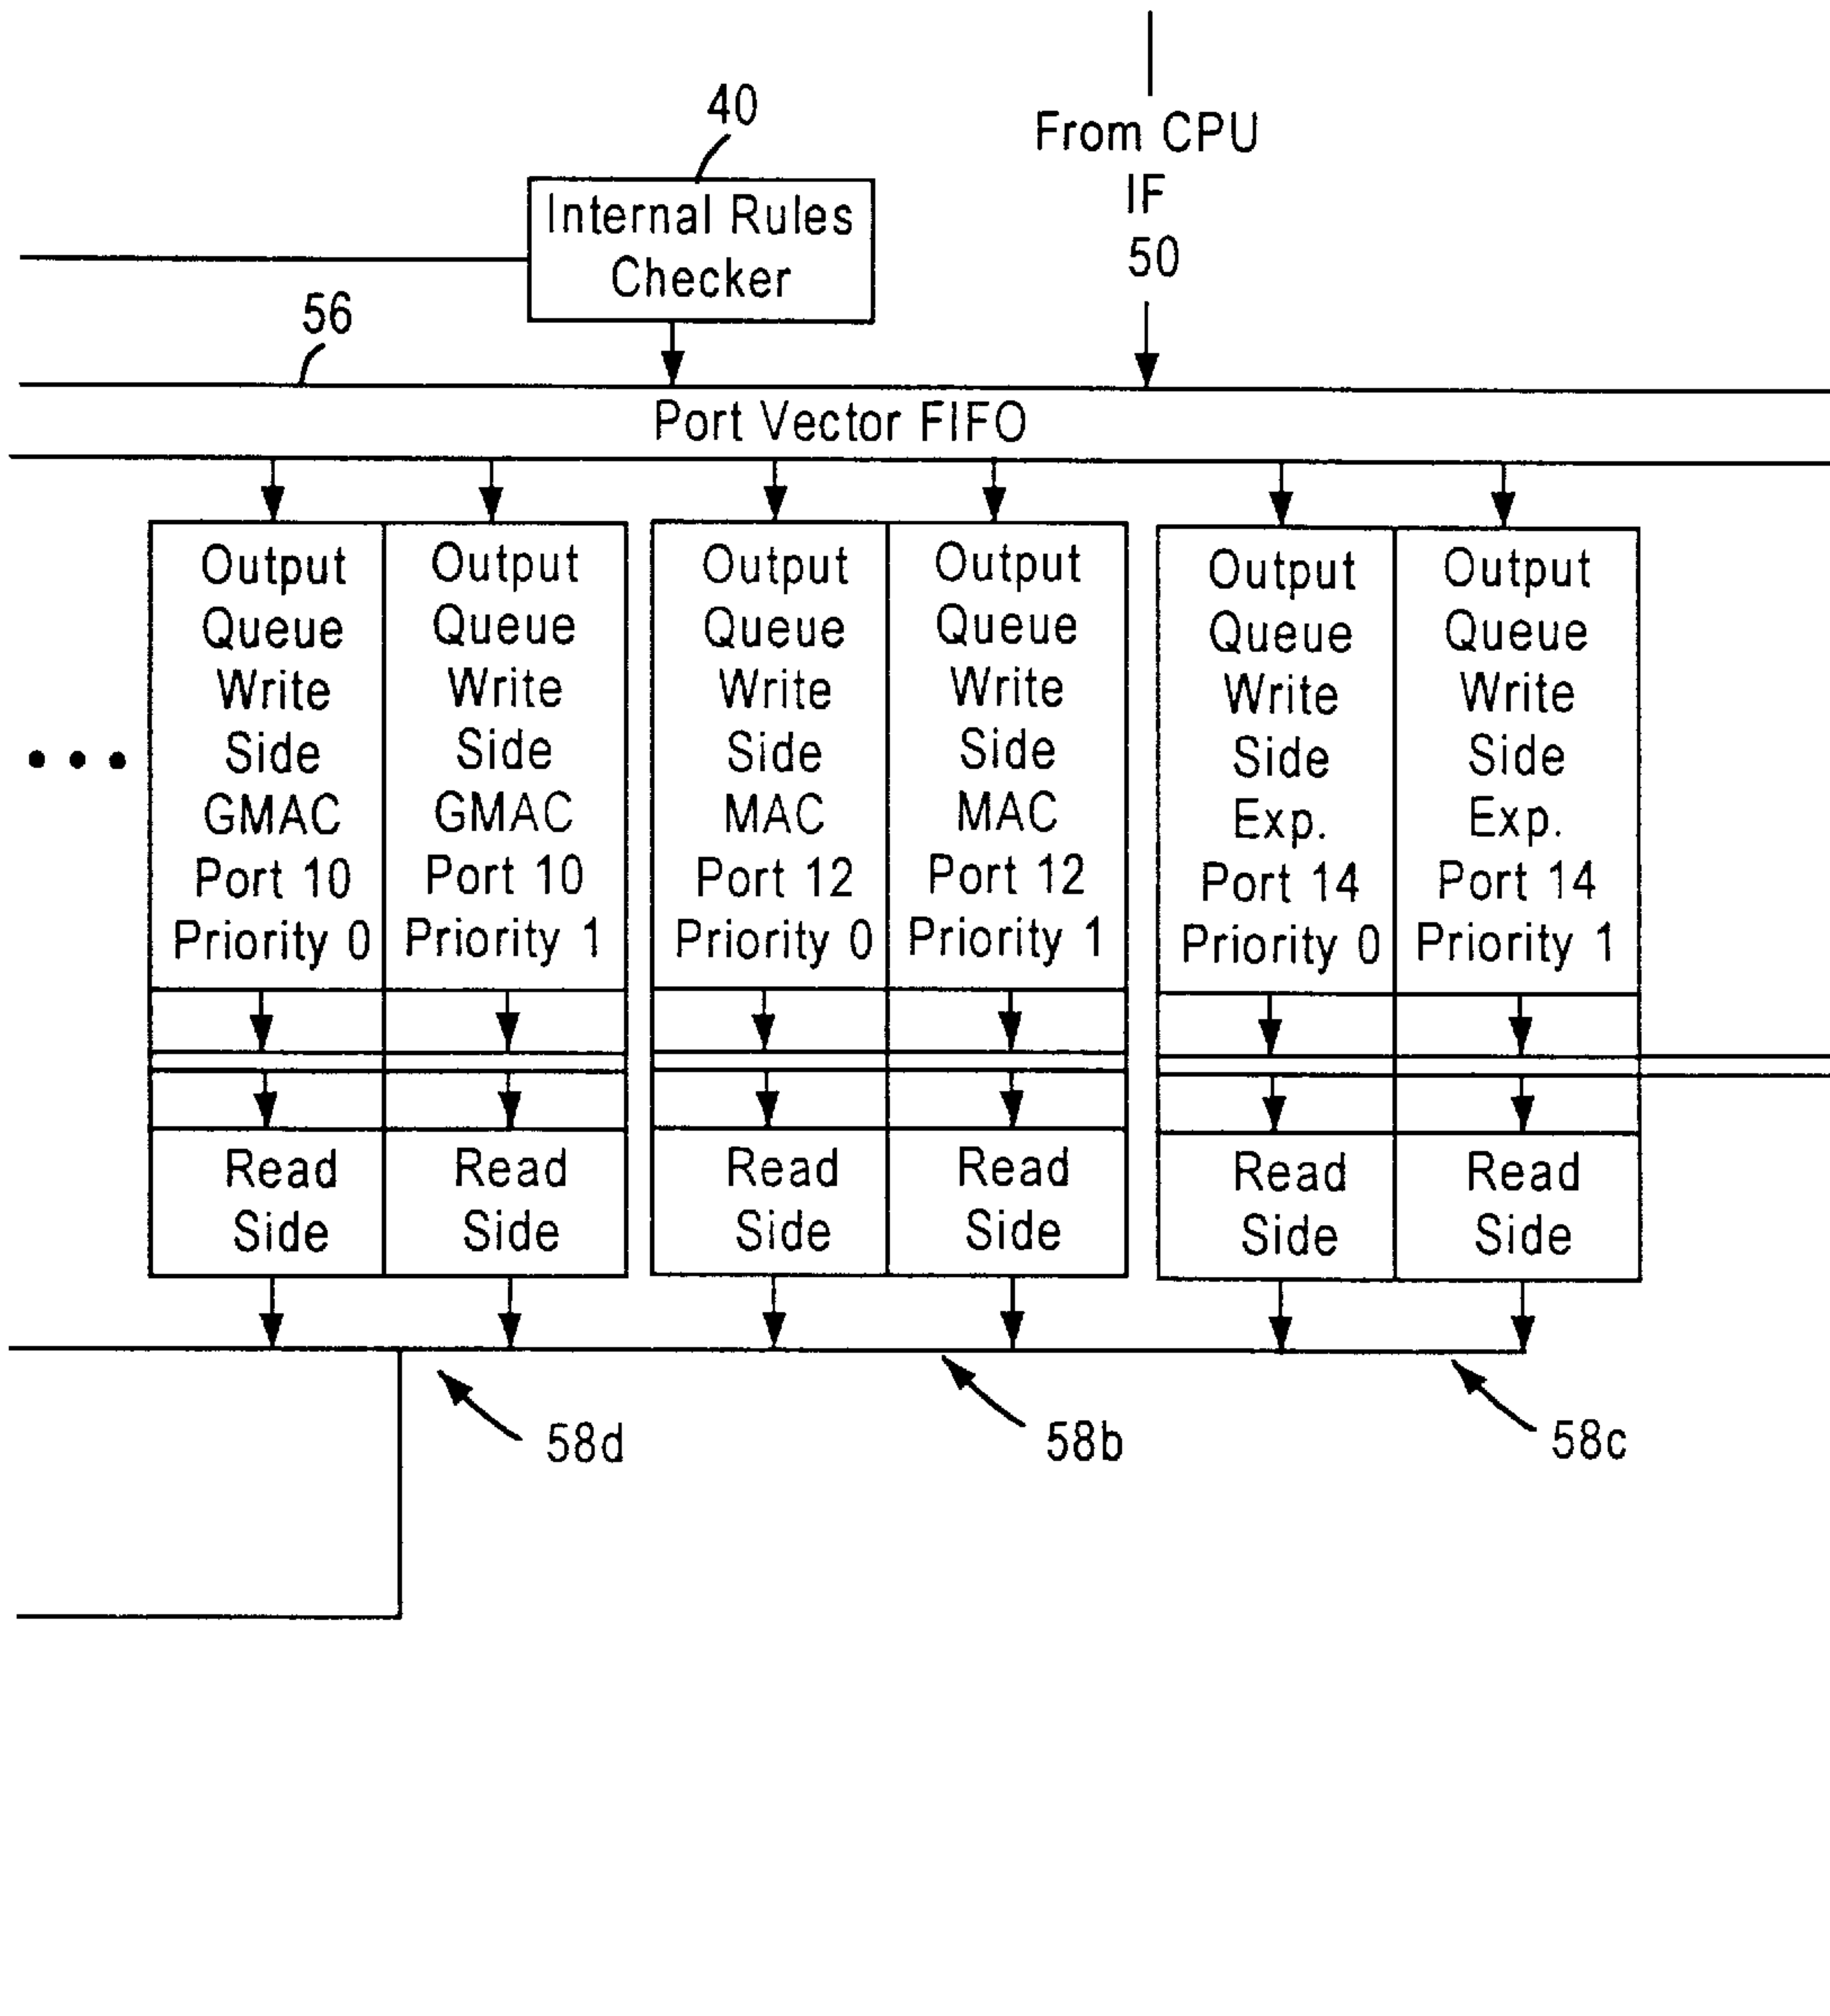 40
From CPU
IF
50
Internal Rules
Checker
56
Port Vector FIFO
Output
Queue
Write
Side
GMAC
Port 10
Priority 0
Output
Queue
Write
Side
GMAC
Port 10
Priority 1
Output
Queue
Write
Side
MAC
Port 12
Priority 0
Output
Queue
Write
Side
MAC
Port 12
Priority 1
Output
Queue
Write
Side
Exp.
Port 14
Priority 0
Output
Queue
Write
Side
Exp.
Port 14
Priority 1
Read
Side
Read
Side
Read
Side
Read
Side
Read
Side
Read
Side
58d
58b
58c